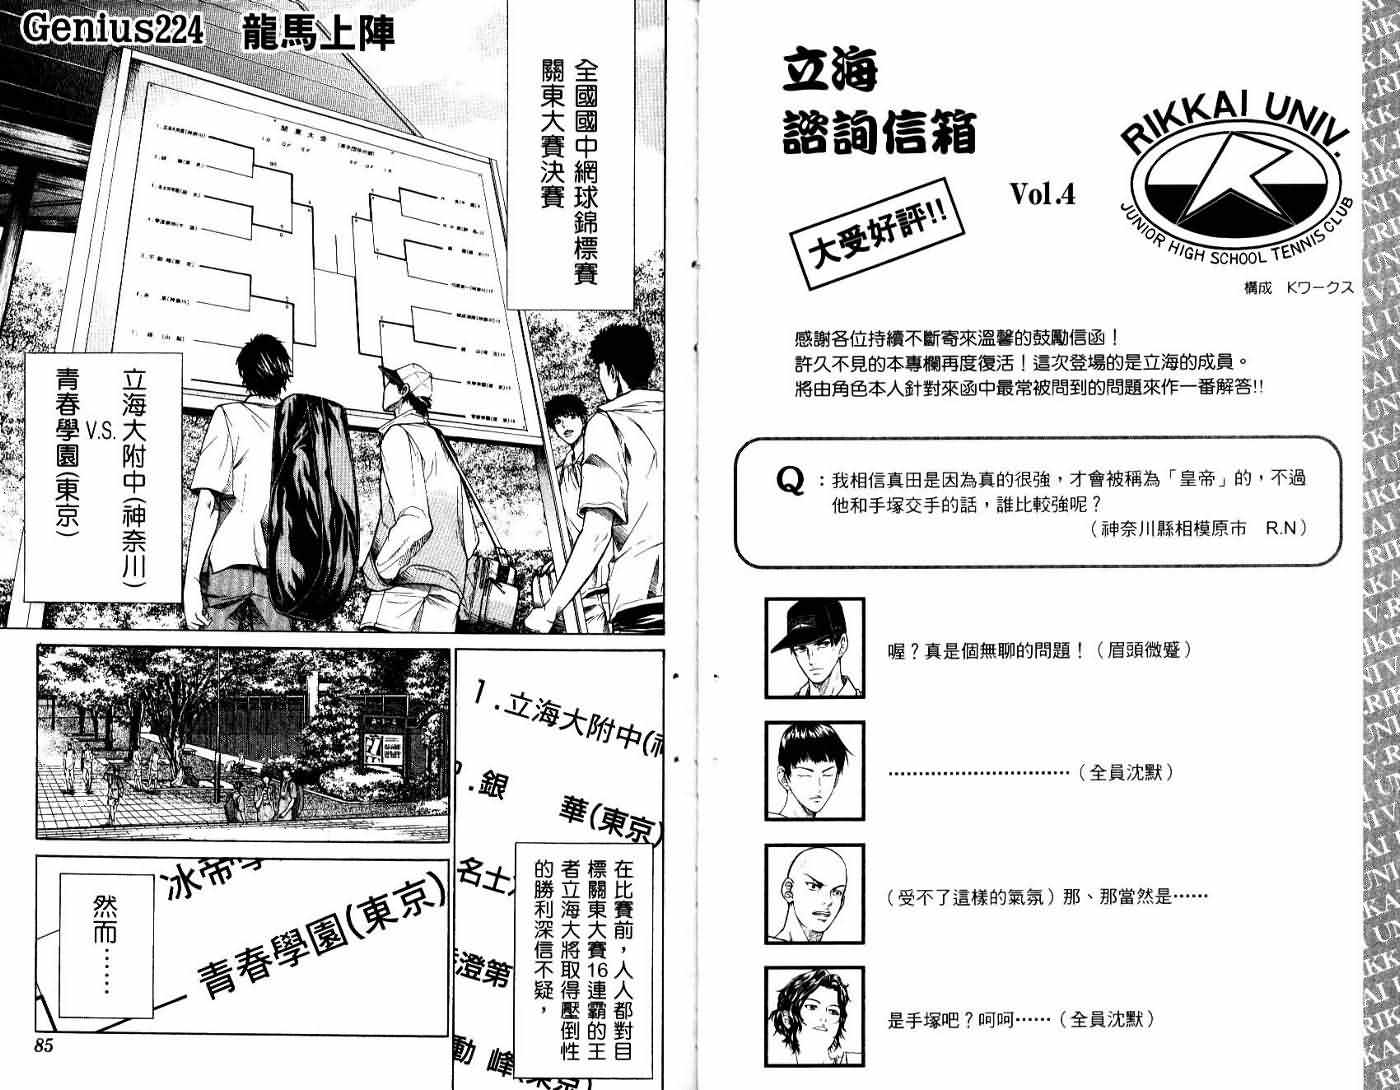 立海
諮詢信箱
Vol.4
大受好評!!
RIKKAI UNIV.
JUNIOR HIGH SCHOOL TENNIS CLUB
構成　Kワークス
感謝各位持續不斷寄來溫馨的鼓勵信函！
許久不見的本專欄再度復活！這次登場的是立海的成員。
將由角色本人針對來函中最常被問到的問題來作一番解答!!
Q：我相信真田是因為真的很強，才會被稱為「皇帝」的，不過
他和手塚交手的話，誰比較強呢？
（神奈川縣相模原市　R.N）
喔？真是個無聊的問題！（眉頭微蹙）
……………………………（全員沈默）
（受不了這樣的氣氛）那、那當然是……
是手塚吧？呵呵……（全員沈默）
Genius224　龍馬上陣
全國國中網球錦標賽
關東大賽決賽
立海大附中(神奈川)
V.S.
青春學園(東京)
1.立海大附中(神
銀　華(東京)
名士
澄第
動峰(東京)
在比賽前，人人都對目
標關東大賽16連霸的王
者立海大將取得壓倒性
的勝利深信不疑，
冰帝學
青春學園(東京)
然而……
85